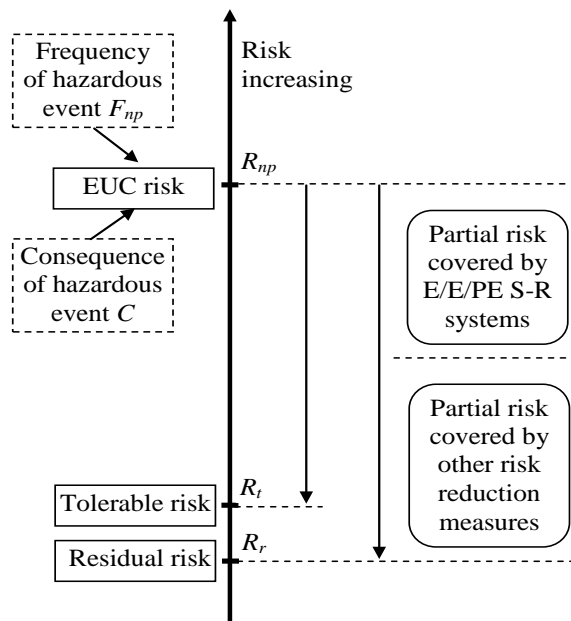 Frequency
of hazardous
event F_np
Risk
increasing
R_np
EUC risk
Consequence
of hazardous
event C
Partial risk
covered by
E/E/PE S-R
systems
Partial risk
covered by
other risk
reduction
measures
R_t
Tolerable risk
R_r
Residual risk